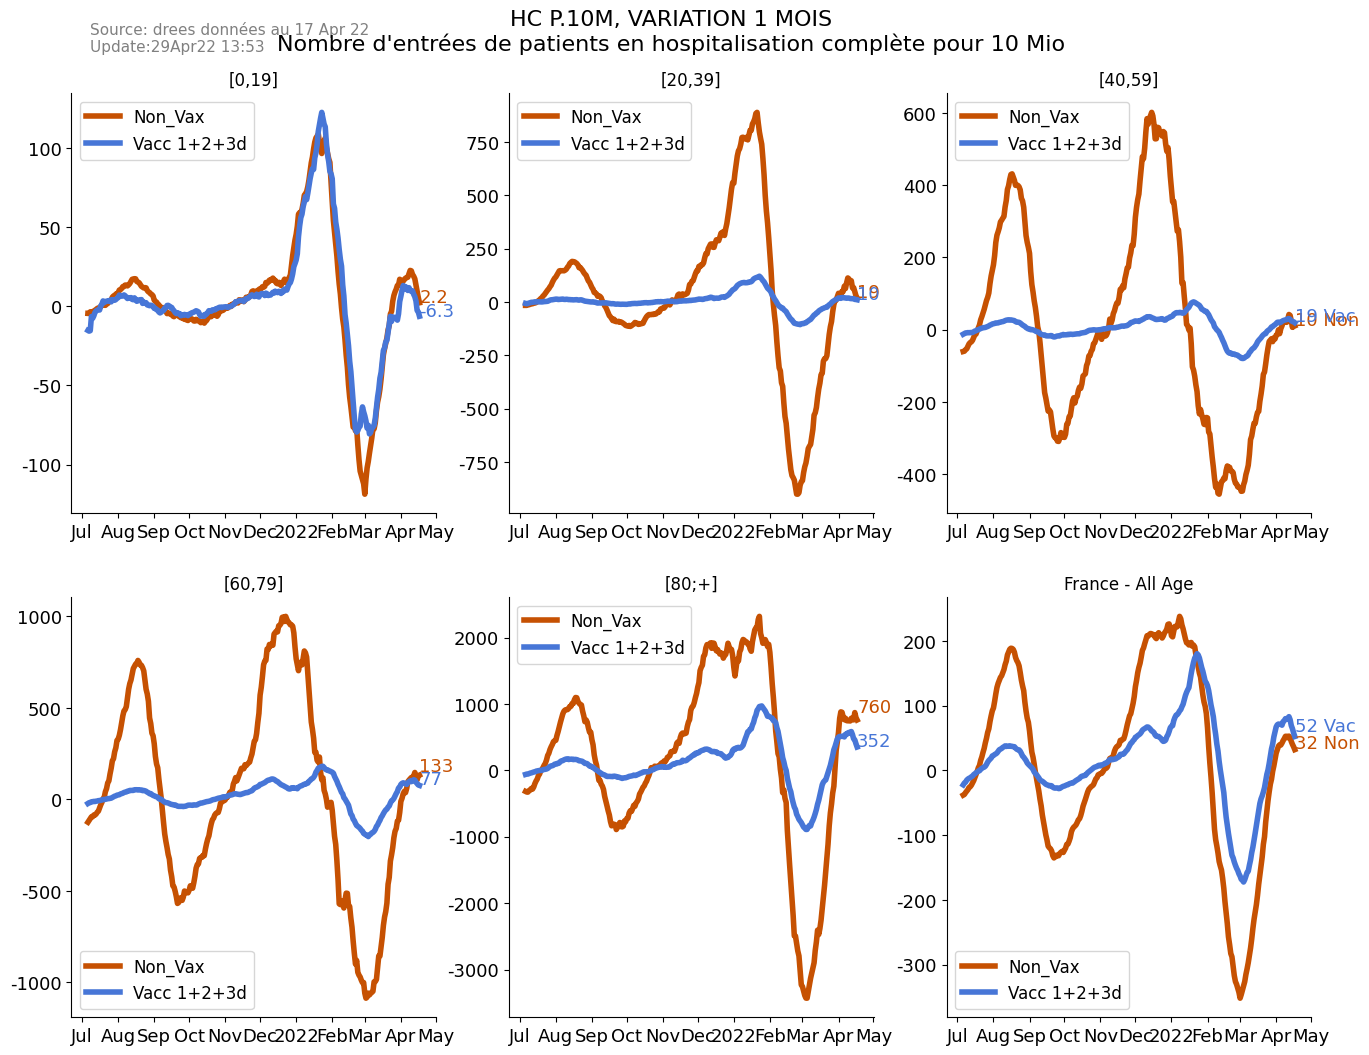 HC P.10M, VARIATION 1 MOIS
Source: drees données au 17 Apr 22
Update:29Apr22 13:53
Nombre d'entrées de patients en hospitalisation complète pour 10 Mio
[0,19]
Non_Vax
Vacc 1+2+3d
100
50
0
-50
-100
2.2
-6.3
Jul Aug Sep Oct Nov Dec 2022 Feb Mar Apr May
[20,39]
Non_Vax
Vacc 1+2+3d
750
500
250
0
-250
-500
-750
19
10
Jul Aug Sep Oct Nov Dec 2022 Feb Mar Apr May
[40,59]
Non_Vax
Vacc 1+2+3d
600
400
200
0
-200
-400
19 Vac
10 Non
Jul Aug Sep Oct Nov Dec 2022 Feb Mar Apr May
[60,79]
1000
500
0
-500
-1000
133
77
Non_Vax
Vacc 1+2+3d
Jul Aug Sep Oct Nov Dec 2022 Feb Mar Apr May
[80;+]
Non_Vax
Vacc 1+2+3d
2000
1000
0
-1000
-2000
-3000
760
352
Jul Aug Sep Oct Nov Dec 2022 Feb Mar Apr May
France - All Age
200
100
0
-100
-200
-300
52 Vac
32 Non
Non_Vax
Vacc 1+2+3d
Jul Aug Sep Oct Nov Dec 2022 Feb Mar Apr May